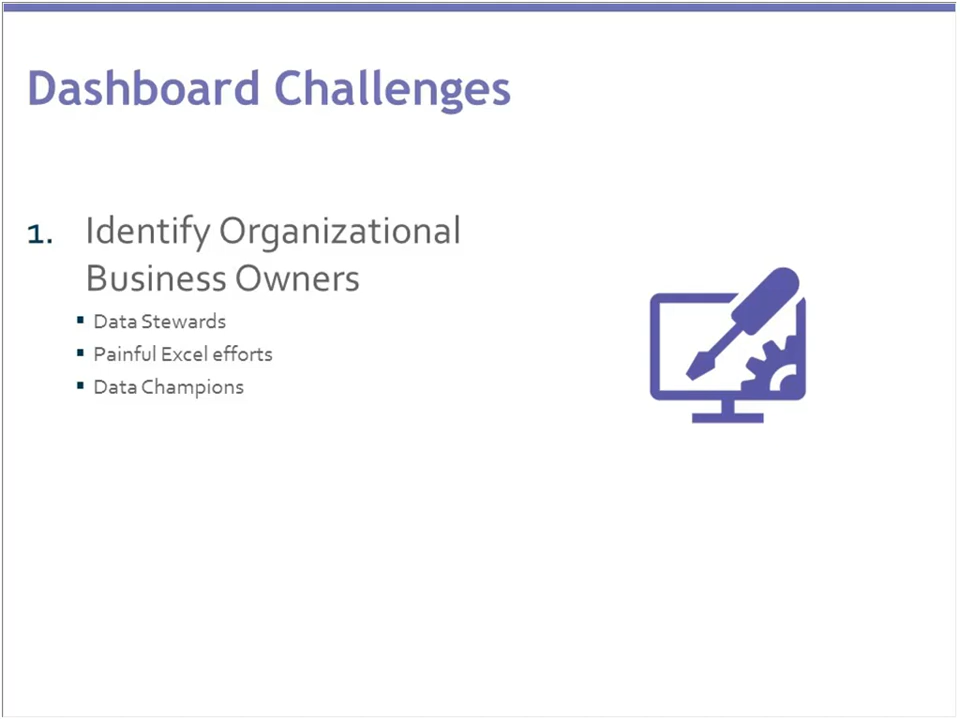 Dashboard Challenges
1. Identify Organizational
Business Owners
▪ Data Stewards
▪ Painful Excel efforts
▪ Data Champions